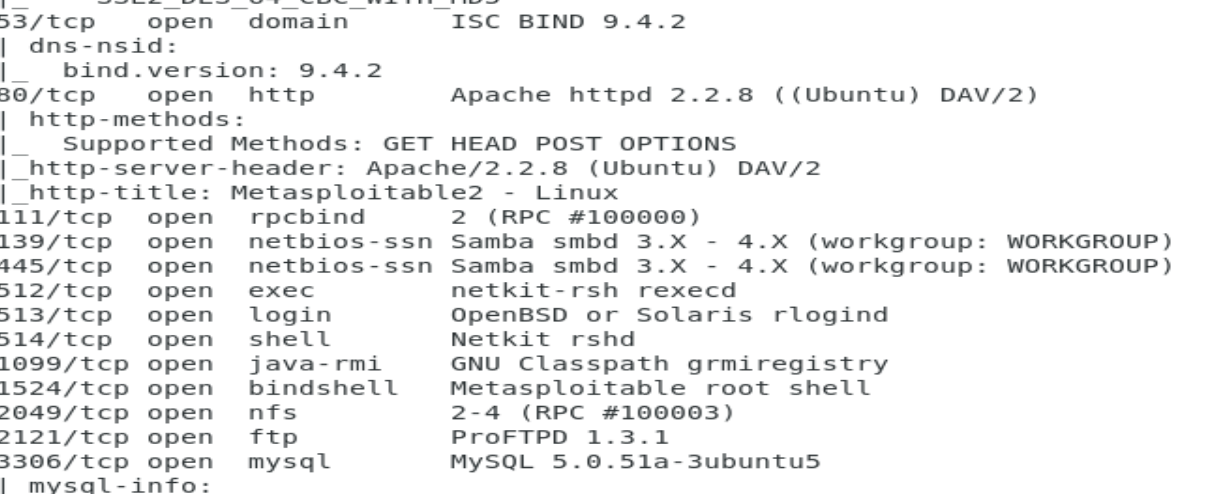 |_    SSL2_DES_64_CBC_WITH_MD5
53/tcp   open  domain      ISC BIND 9.4.2
| dns-nsid:
|_  bind.version: 9.4.2
80/tcp   open  http        Apache httpd 2.2.8 ((Ubuntu) DAV/2)
| http-methods:
|_  Supported Methods: GET HEAD POST OPTIONS
|_http-server-header: Apache/2.2.8 (Ubuntu) DAV/2
|_http-title: Metasploitable2 - Linux
111/tcp  open  rpcbind     2 (RPC #100000)
139/tcp  open  netbios-ssn Samba smbd 3.X - 4.X (workgroup: WORKGROUP)
445/tcp  open  netbios-ssn Samba smbd 3.X - 4.X (workgroup: WORKGROUP)
512/tcp  open  exec        netkit-rsh rexecd
513/tcp  open  login       OpenBSD or Solaris rlogind
514/tcp  open  shell       Netkit rshd
1099/tcp open  java-rmi    GNU Classpath grmiregistry
1524/tcp open  bindshell   Metasploitable root shell
2049/tcp open  nfs         2-4 (RPC #100003)
2121/tcp open  ftp         ProFTPD 1.3.1
3306/tcp open  mysql       MySQL 5.0.51a-3ubuntu5
| mysql-info: